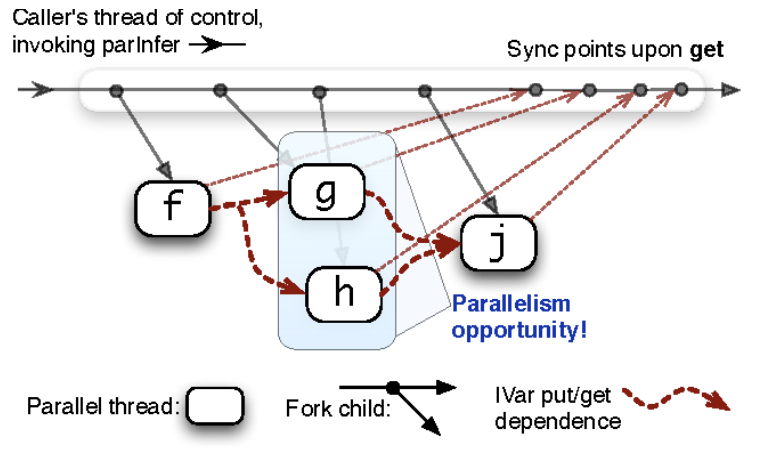 Caller's thread of control,
invoking parInfer
Sync points upon get
f
g
h
j
Parallelism
opportunity!
Parallel thread:
Fork child:
IVar put/get
dependence